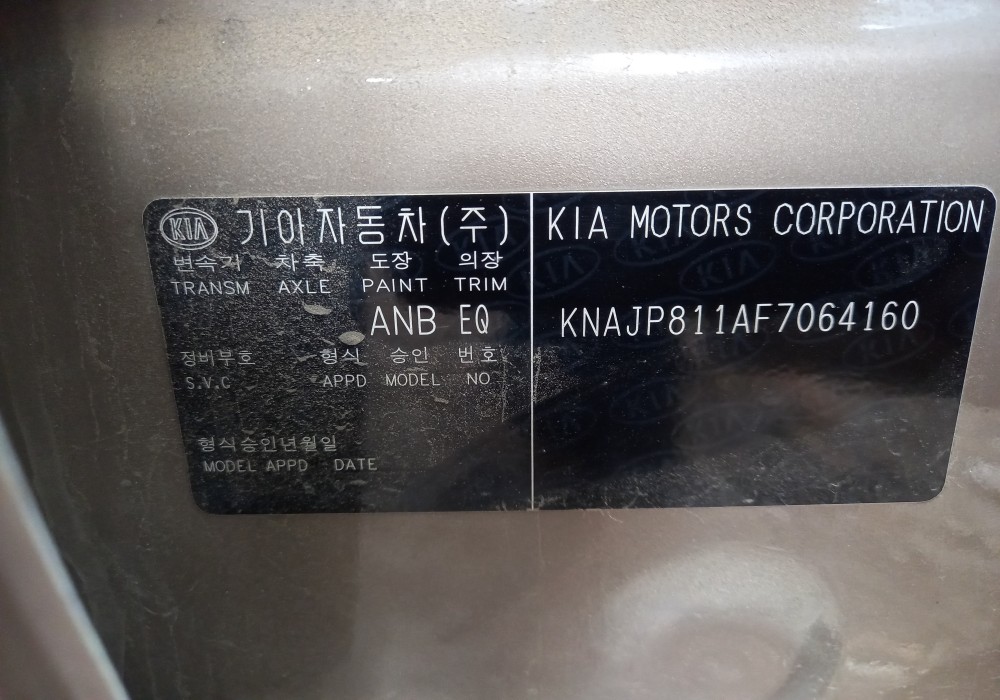 KIA 기아자동차(주)
KIA MOTORS CORPORATION
변속기 차축 도장 의장
TRANSM AXLE PAINT TRIM
ANB EQ
KNAJP811AF7064160
정비부호 형식 승인 번호
S.V.C APPD MODEL NO
형식승인년월일
MODEL APPD DATE